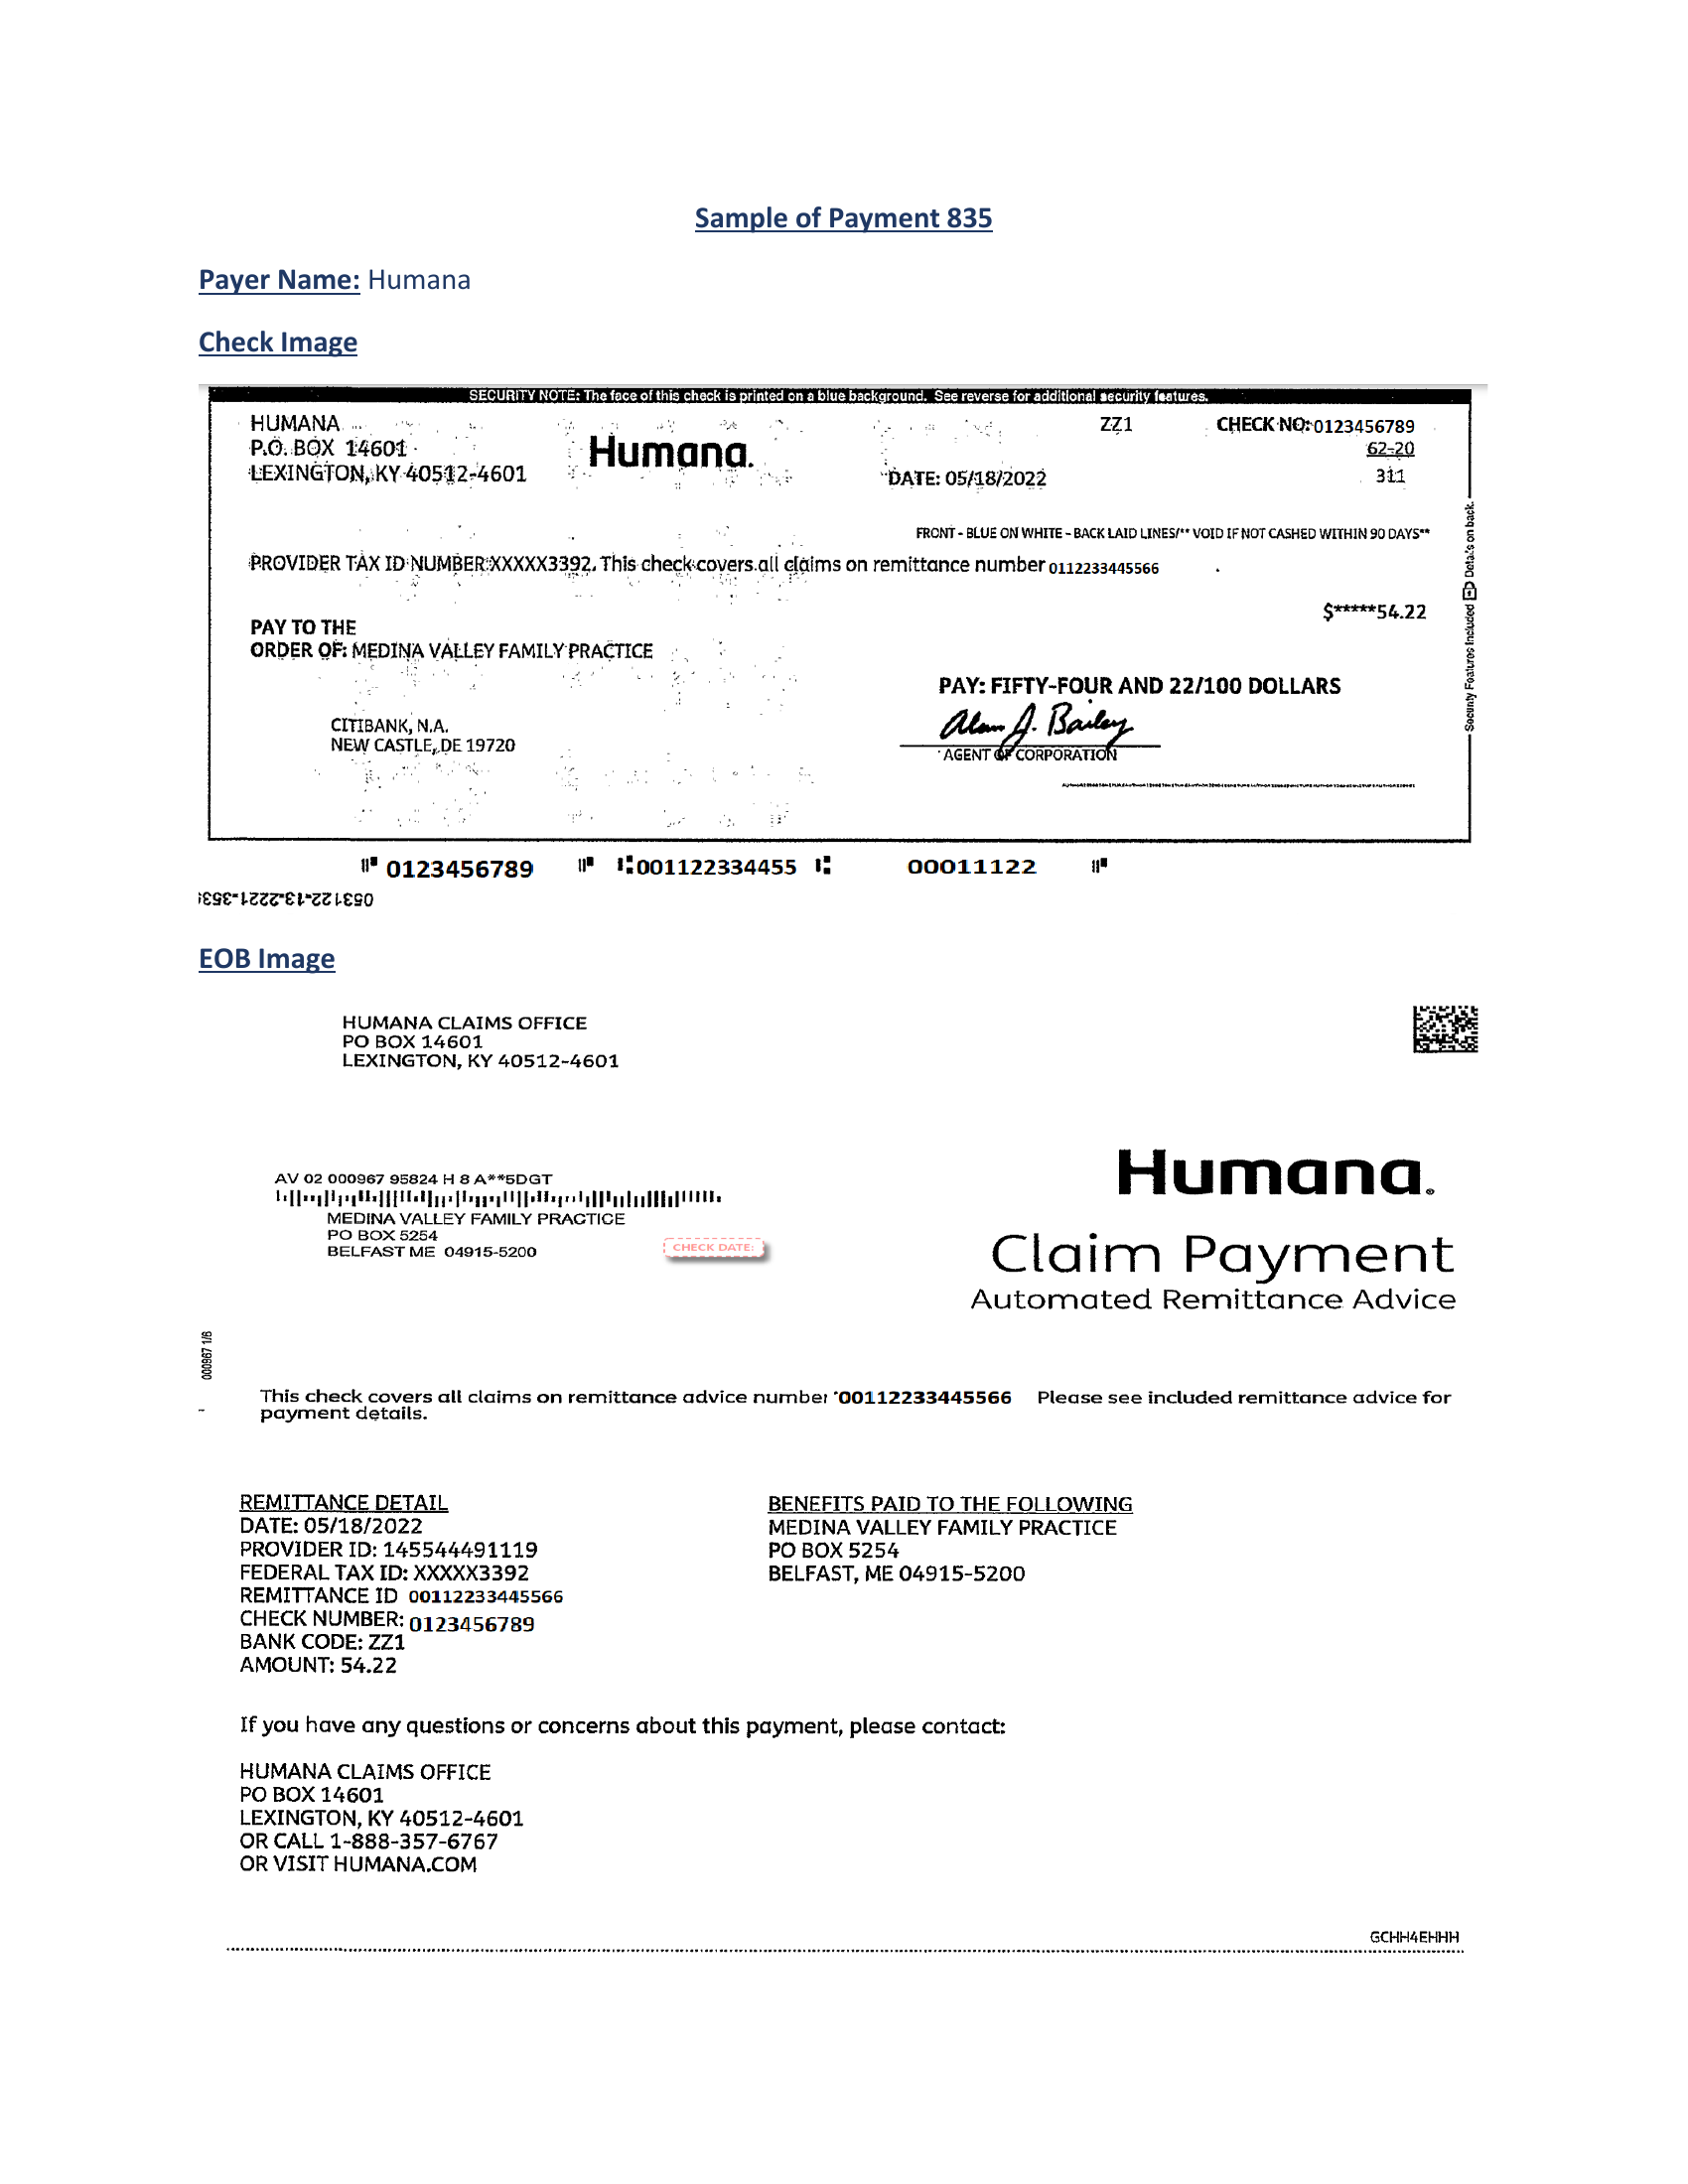 Sample of Payment 835
Payer Name: Humana
Check Image
SECURITY NOTE: The face of this check is printed on a blue background. See reverse for additional security features.
HUMANA
P.O. BOX 14601
LEXINGTON, KY 40512-4601
Humana.
ZZ1
CHECK NO: 0123456789
62-20
311
DATE: 05/18/2022
FRONT - BLUE ON WHITE - BACK LAID LINES/** VOID IF NOT CASHED WITHIN 90 DAYS**
PROVIDER TAX ID NUMBER:XXXXX3392. This check covers all claims on remittance number 0112233445566
$*****54.22
PAY TO THE
ORDER OF: MEDINA VALLEY FAMILY PRACTICE
PAY: FIFTY-FOUR AND 22/100 DOLLARS
CITIBANK, N.A.
NEW CASTLE, DE 19720
Alan J. Bailey
AGENT OF CORPORATION
Security Features Included Details on back.
0123456789 001122334455 00011122
053122-13-2221-353
EOB Image
HUMANA CLAIMS OFFICE
PO BOX 14601
LEXINGTON, KY 40512-4601
AV 02 000967 95824 H 8 A**5DGT
MEDINA VALLEY FAMILY PRACTICE
PO BOX 5254
BELFAST ME 04915-5200
CHECK DATE:
Humana.
Claim Payment
Automated Remittance Advice
000967 1/6
This check covers all claims on remittance advice number 00112233445566 Please see included remittance advice for
payment details.
REMITTANCE DETAIL
DATE: 05/18/2022
PROVIDER ID: 145544491119
FEDERAL TAX ID: XXXXX3392
REMITTANCE ID 00112233445566
CHECK NUMBER: 0123456789
BANK CODE: ZZ1
AMOUNT: 54.22
BENEFITS PAID TO THE FOLLOWING
MEDINA VALLEY FAMILY PRACTICE
PO BOX 5254
BELFAST, ME 04915-5200
If you have any questions or concerns about this payment, please contact:
HUMANA CLAIMS OFFICE
PO BOX 14601
LEXINGTON, KY 40512-4601
OR CALL 1-888-357-6767
OR VISIT HUMANA.COM
GCHH4EHHH